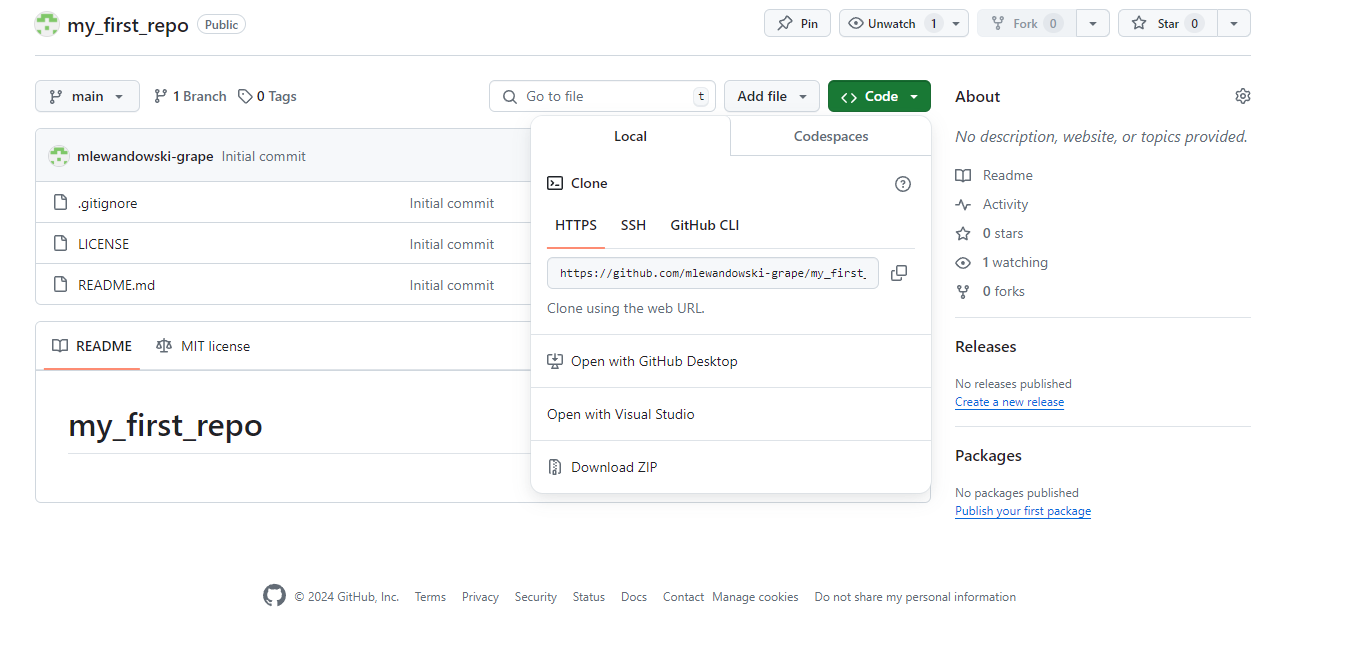 my_first_repo Public Pin Unwatch 1 Fork 0 Star 0
main 1 Branch 0 Tags Go to file t Add file Code
mlewandowski-grape Initial commit
.gitignore Initial commit
LICENSE Initial commit
README.md Initial commit
README MIT license
my_first_repo
Local Codespaces
Clone
HTTPS SSH GitHub CLI
https://github.com/mlewandowski-grape/my_first_
Clone using the web URL.
Open with GitHub Desktop
Open with Visual Studio
Download ZIP
About
No description, website, or topics provided.
Readme
Activity
0 stars
1 watching
0 forks
Releases
No releases published
Create a new release
Packages
No packages published
Publish your first package
© 2024 GitHub, Inc. Terms Privacy Security Status Docs Contact Manage cookies Do not share my personal information